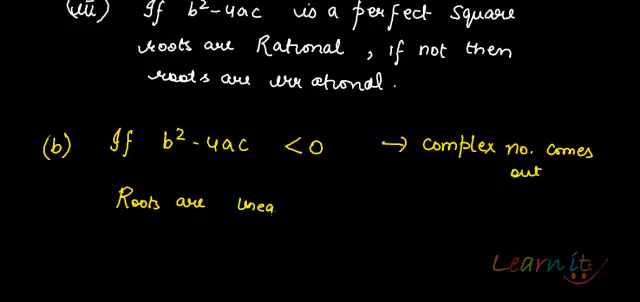 (iii) If b²-4ac is a perfect square
roots are Rational, if not then
roots are irrational.
(b) If b²-4ac <0 → complex no. comes
out
Roots are unea
Learnit